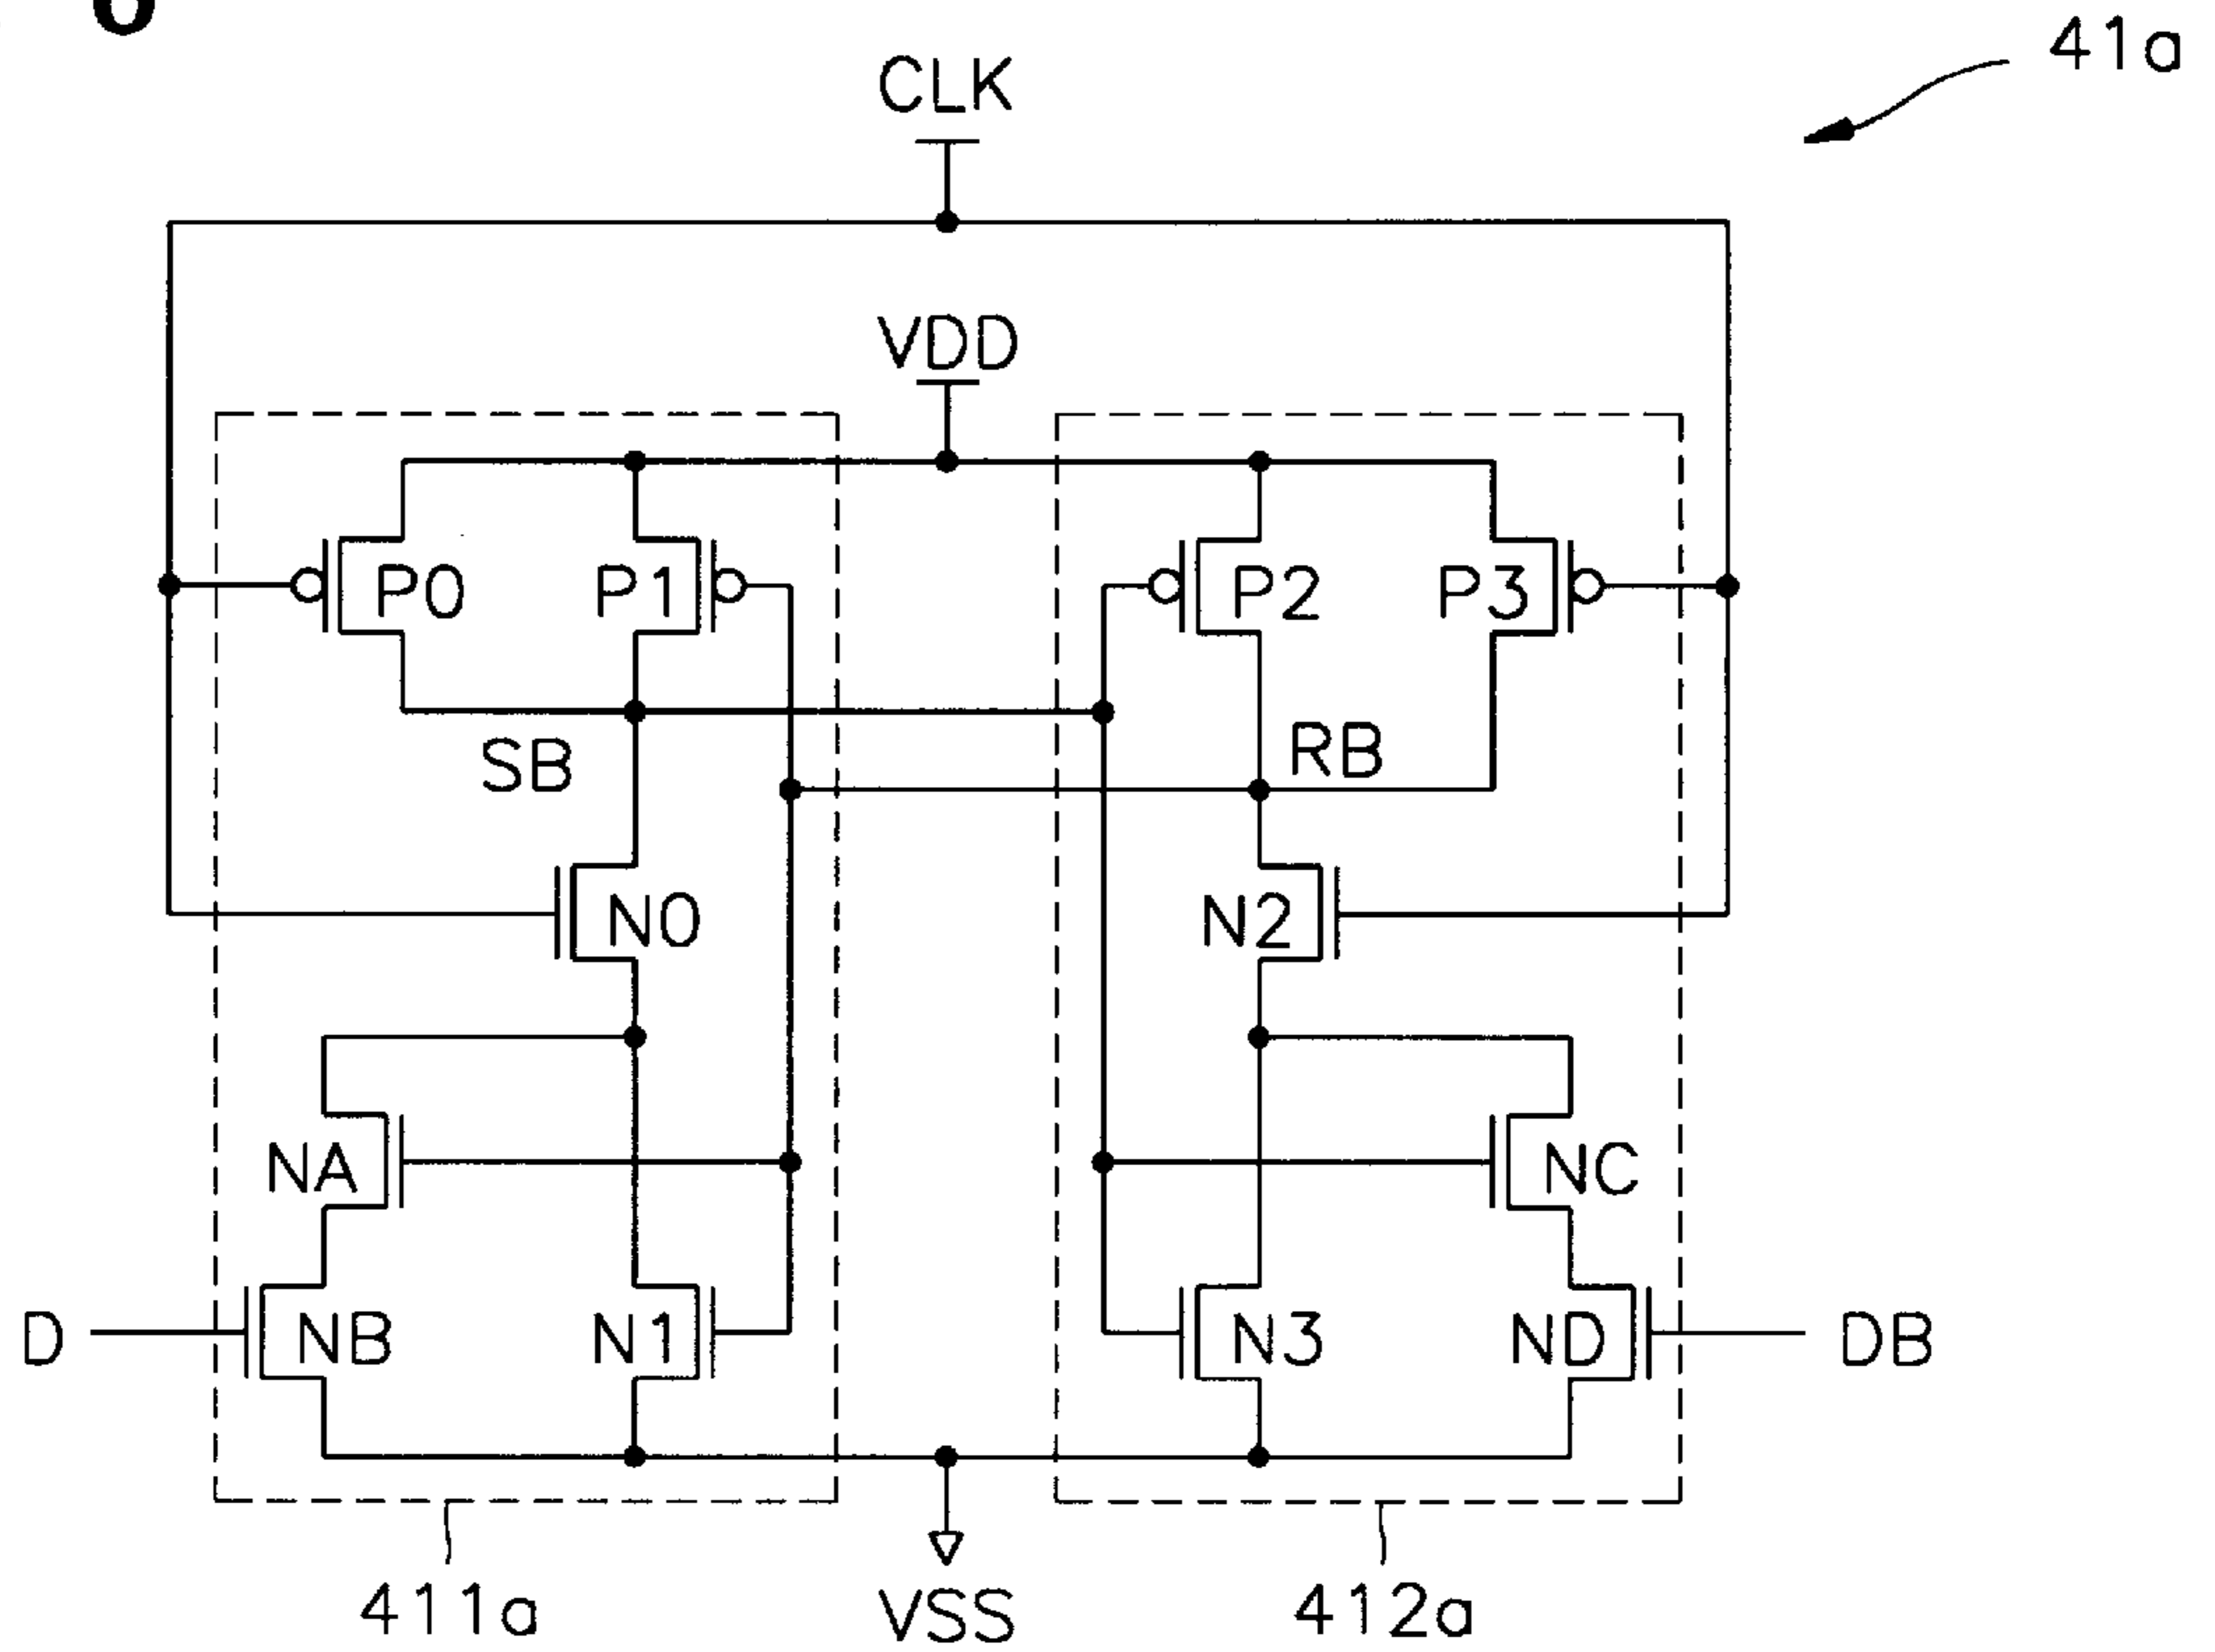 41a
CLK
VDD
P0 P1 P2 P3
SB RB
N0 N2
NA NC
D NB N1 N3 ND DB
411a VSS 412a